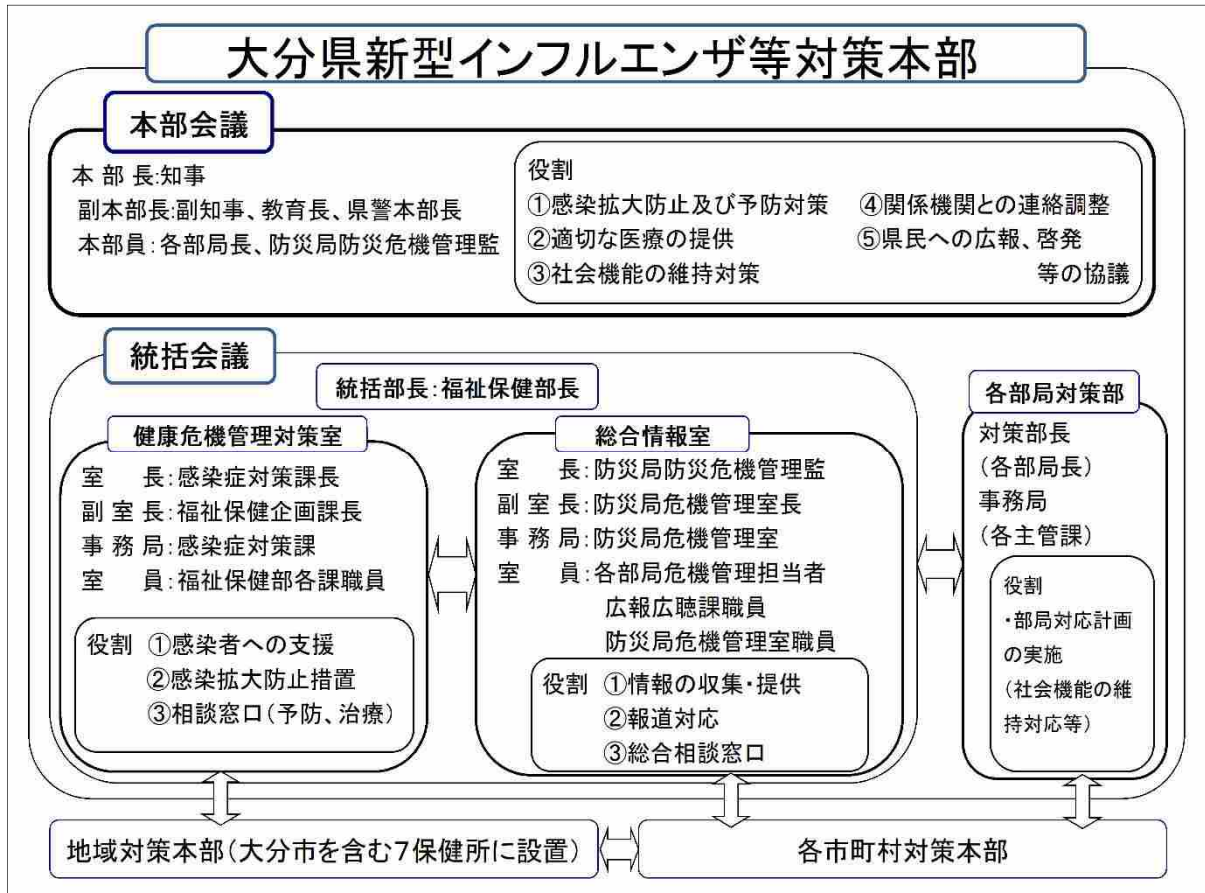 大分県新型インフルエンザ等対策本部
本部会議
本部長:知事
副本部長:副知事、教育長、県警本部長
本部員:各部局長、防災局防災危機管理監
役割
①感染拡大防止及び予防対策
②適切な医療の提供
③社会機能の維持対策
④関係機関との連絡調整
⑤県民への広報、啓発
等の協議
統括会議
統括部長:福祉保健部長
健康危機管理対策室
室　長:感染症対策課長
副室長:福祉保健企画課長
事務局:感染症対策課
室　員:福祉保健部各課職員
役割 ①感染者への支援
②感染拡大防止措置
③相談窓口(予防、治療)
総合情報室
室　長:防災局防災危機管理監
副室長:防災局危機管理室長
事務局:防災局危機管理室
室　員:各部局危機管理担当者
広報広聴課職員
防災局危機管理室職員
役割 ①情報の収集・提供
②報道対応
③総合相談窓口
各部局対策部
対策部長
(各部局長)
事務局
(各主管課)
役割
・部局対応計画
の実施
(社会機能の維
持対応等)
地域対策本部(大分市を含む7保健所に設置)
各市町村対策本部